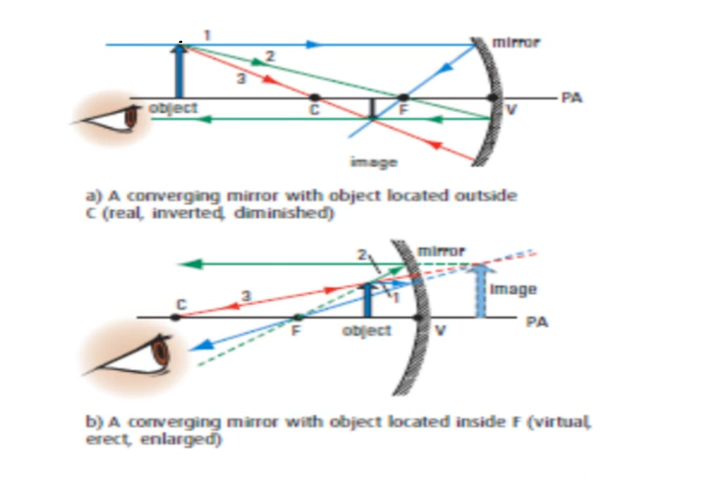 1
mirror
2
3
PA
object
C
F
V
image
a) A converging mirror with object located outside
C (real, inverted, diminished)
2
mirror
Image
C
3
1
PA
F
object
V
b) A converging mirror with object located inside F (virtual,
erect, enlarged)